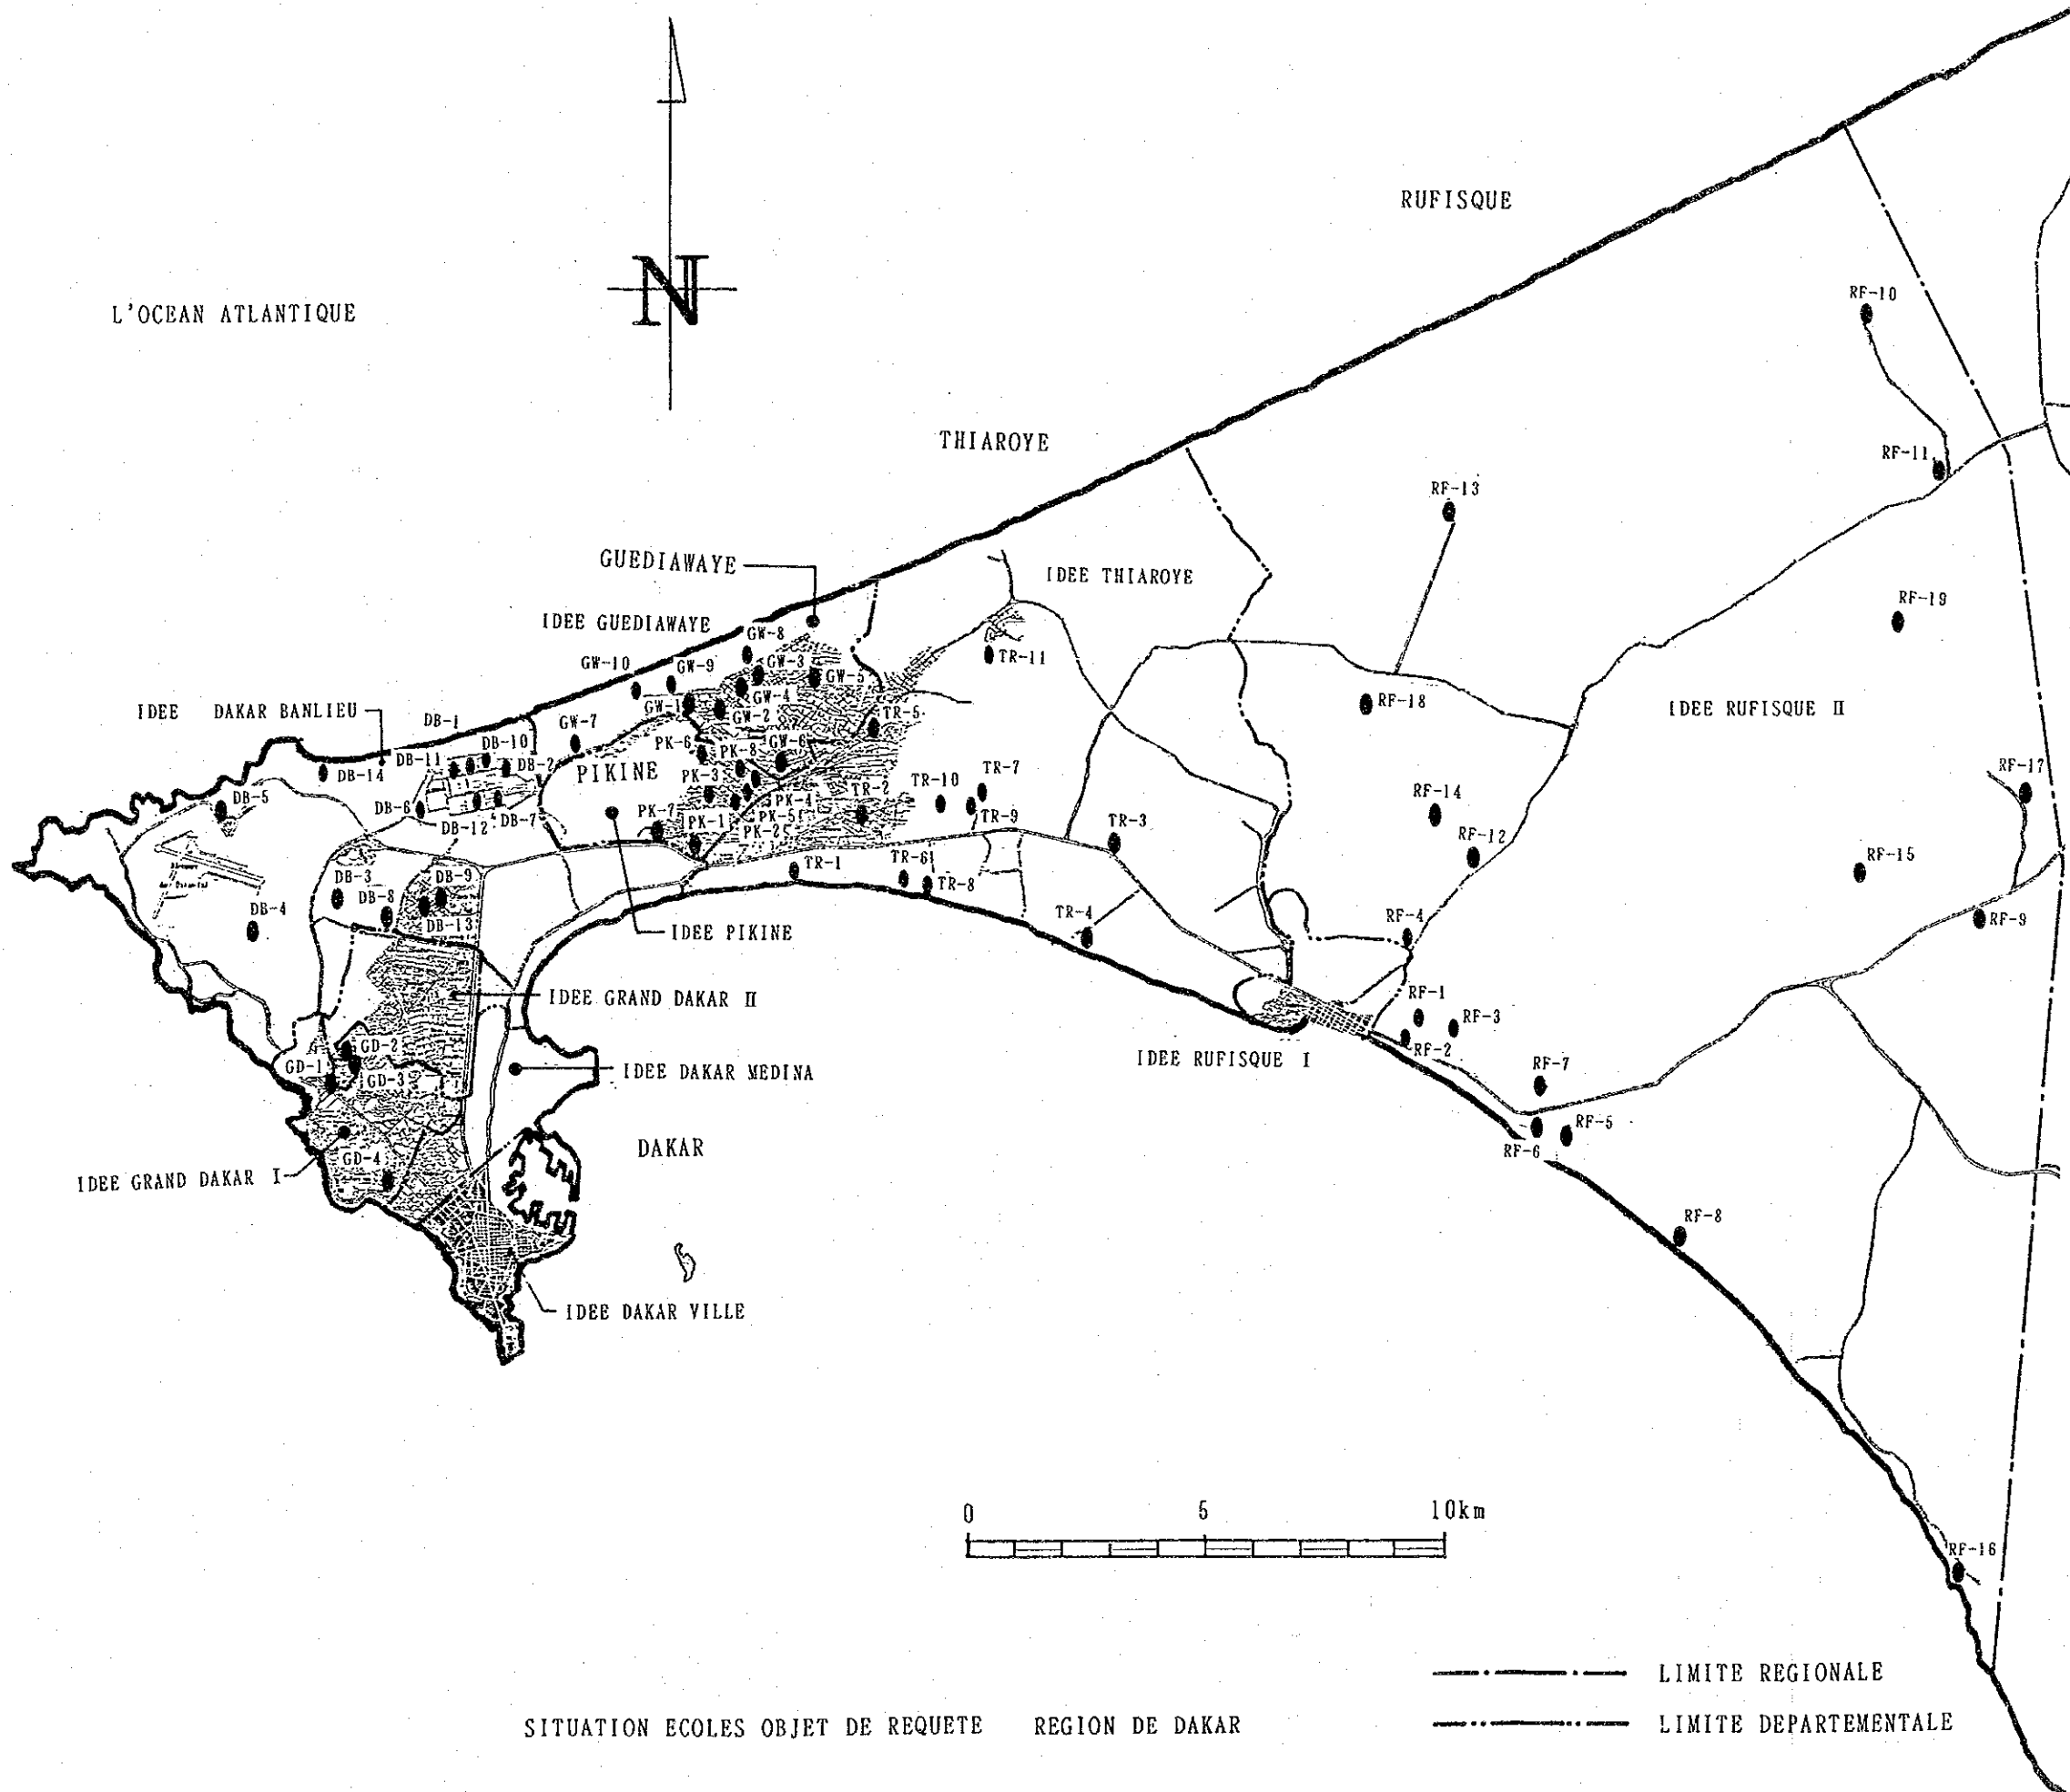 RUFISQUE
N
L'OCEAN ATLANTIQUE
RF-10
THIAROYE
RF-11
RF-13
GUEDIAWAYE
IDEE THIAROYE
RF-19
IDEE GUEDIAWAYE
GW-8
GW-10
GW-9
GW-3
TR-11
GW-5
GW-4
GW-1
GW-2
RF-18
IDEE RUFISQUE II
IDEE DAKAR BANLIEU
DB-1
GW-7
TR-5
DB-10
PK-6
PK-8
GW-6
DB-11
DB-2
PIKINE
DB-14
PK-3
TR-10
TR-7
RF-17
DB-5
DB-6
PK-4
TR-2
RF-14
PK-7
PK-5
TR-9
DB-12
DB-7
PK-1
PK-2
TR-3
RF-12
TR-1
TR-6
TR-8
RF-15
DB-3
DB-9
DB-8
DB-4
DB-13
TR-4
RF-4
RF-9
IDEE PIKINE
IDEE GRAND DAKAR II
RF-1
RF-3
GD-2
RF-2
IDEE RUFISQUE I
GD-1
GD-3
IDEE DAKAR MEDINA
RF-7
RF-5
DAKAR
RF-6
GD-4
IDEE GRAND DAKAR I
RF-8
IDEE DAKAR VILLE
0 5 10km
RF-16
LIMITE REGIONALE
SITUATION ECOLES OBJET DE REQUETE REGION DE DAKAR
LIMITE DEPARTEMENTALE